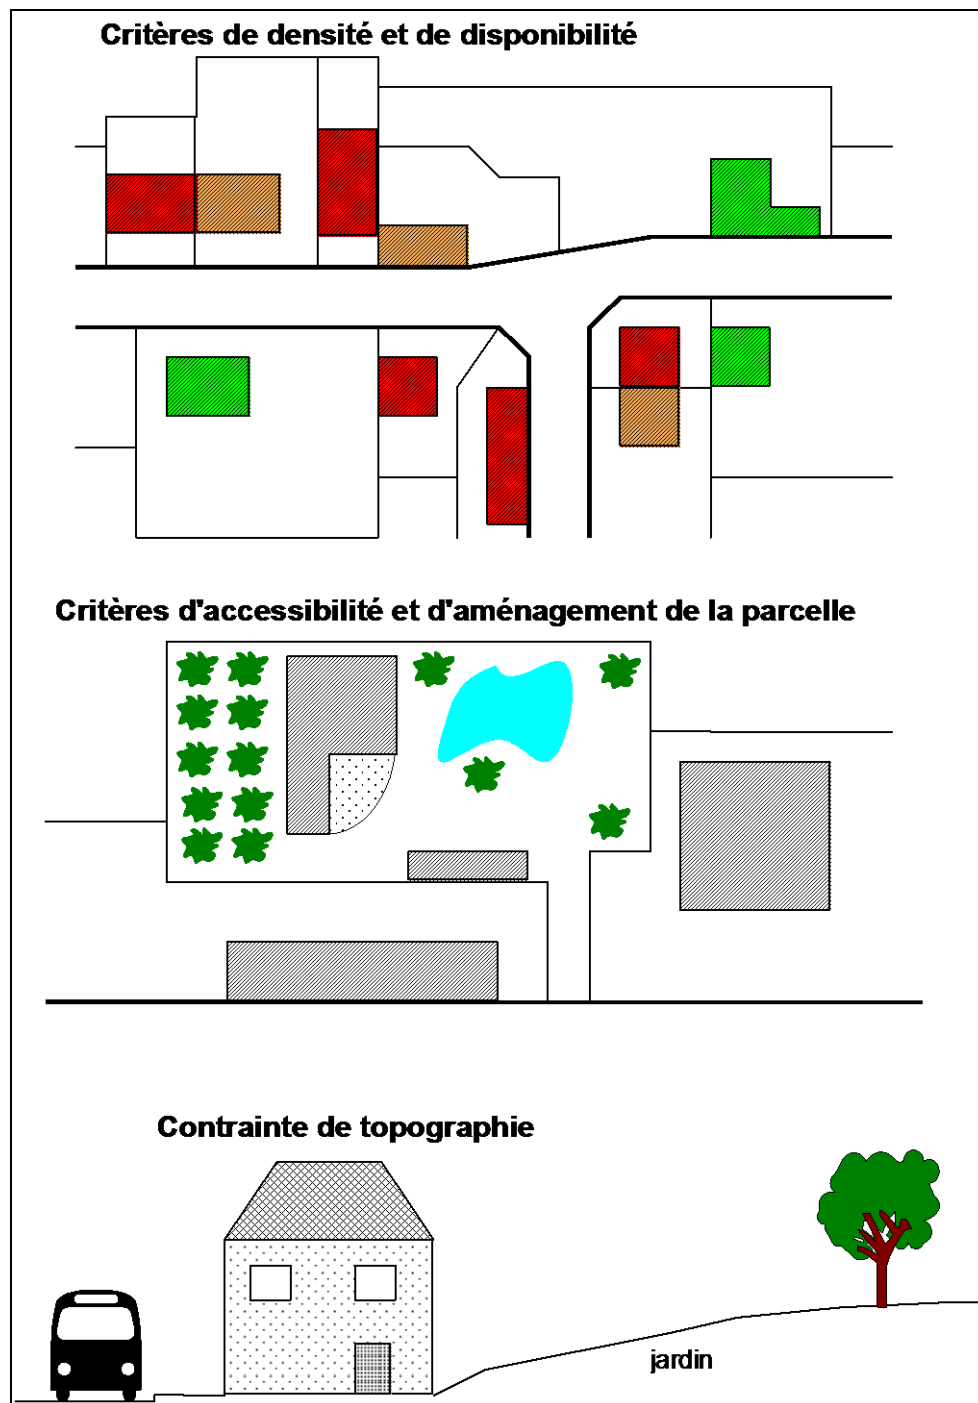 Critères de densité et de disponibilité
Critères d'accessibilité et d'aménagement de la parcelle
Contrainte de topographie
jardin